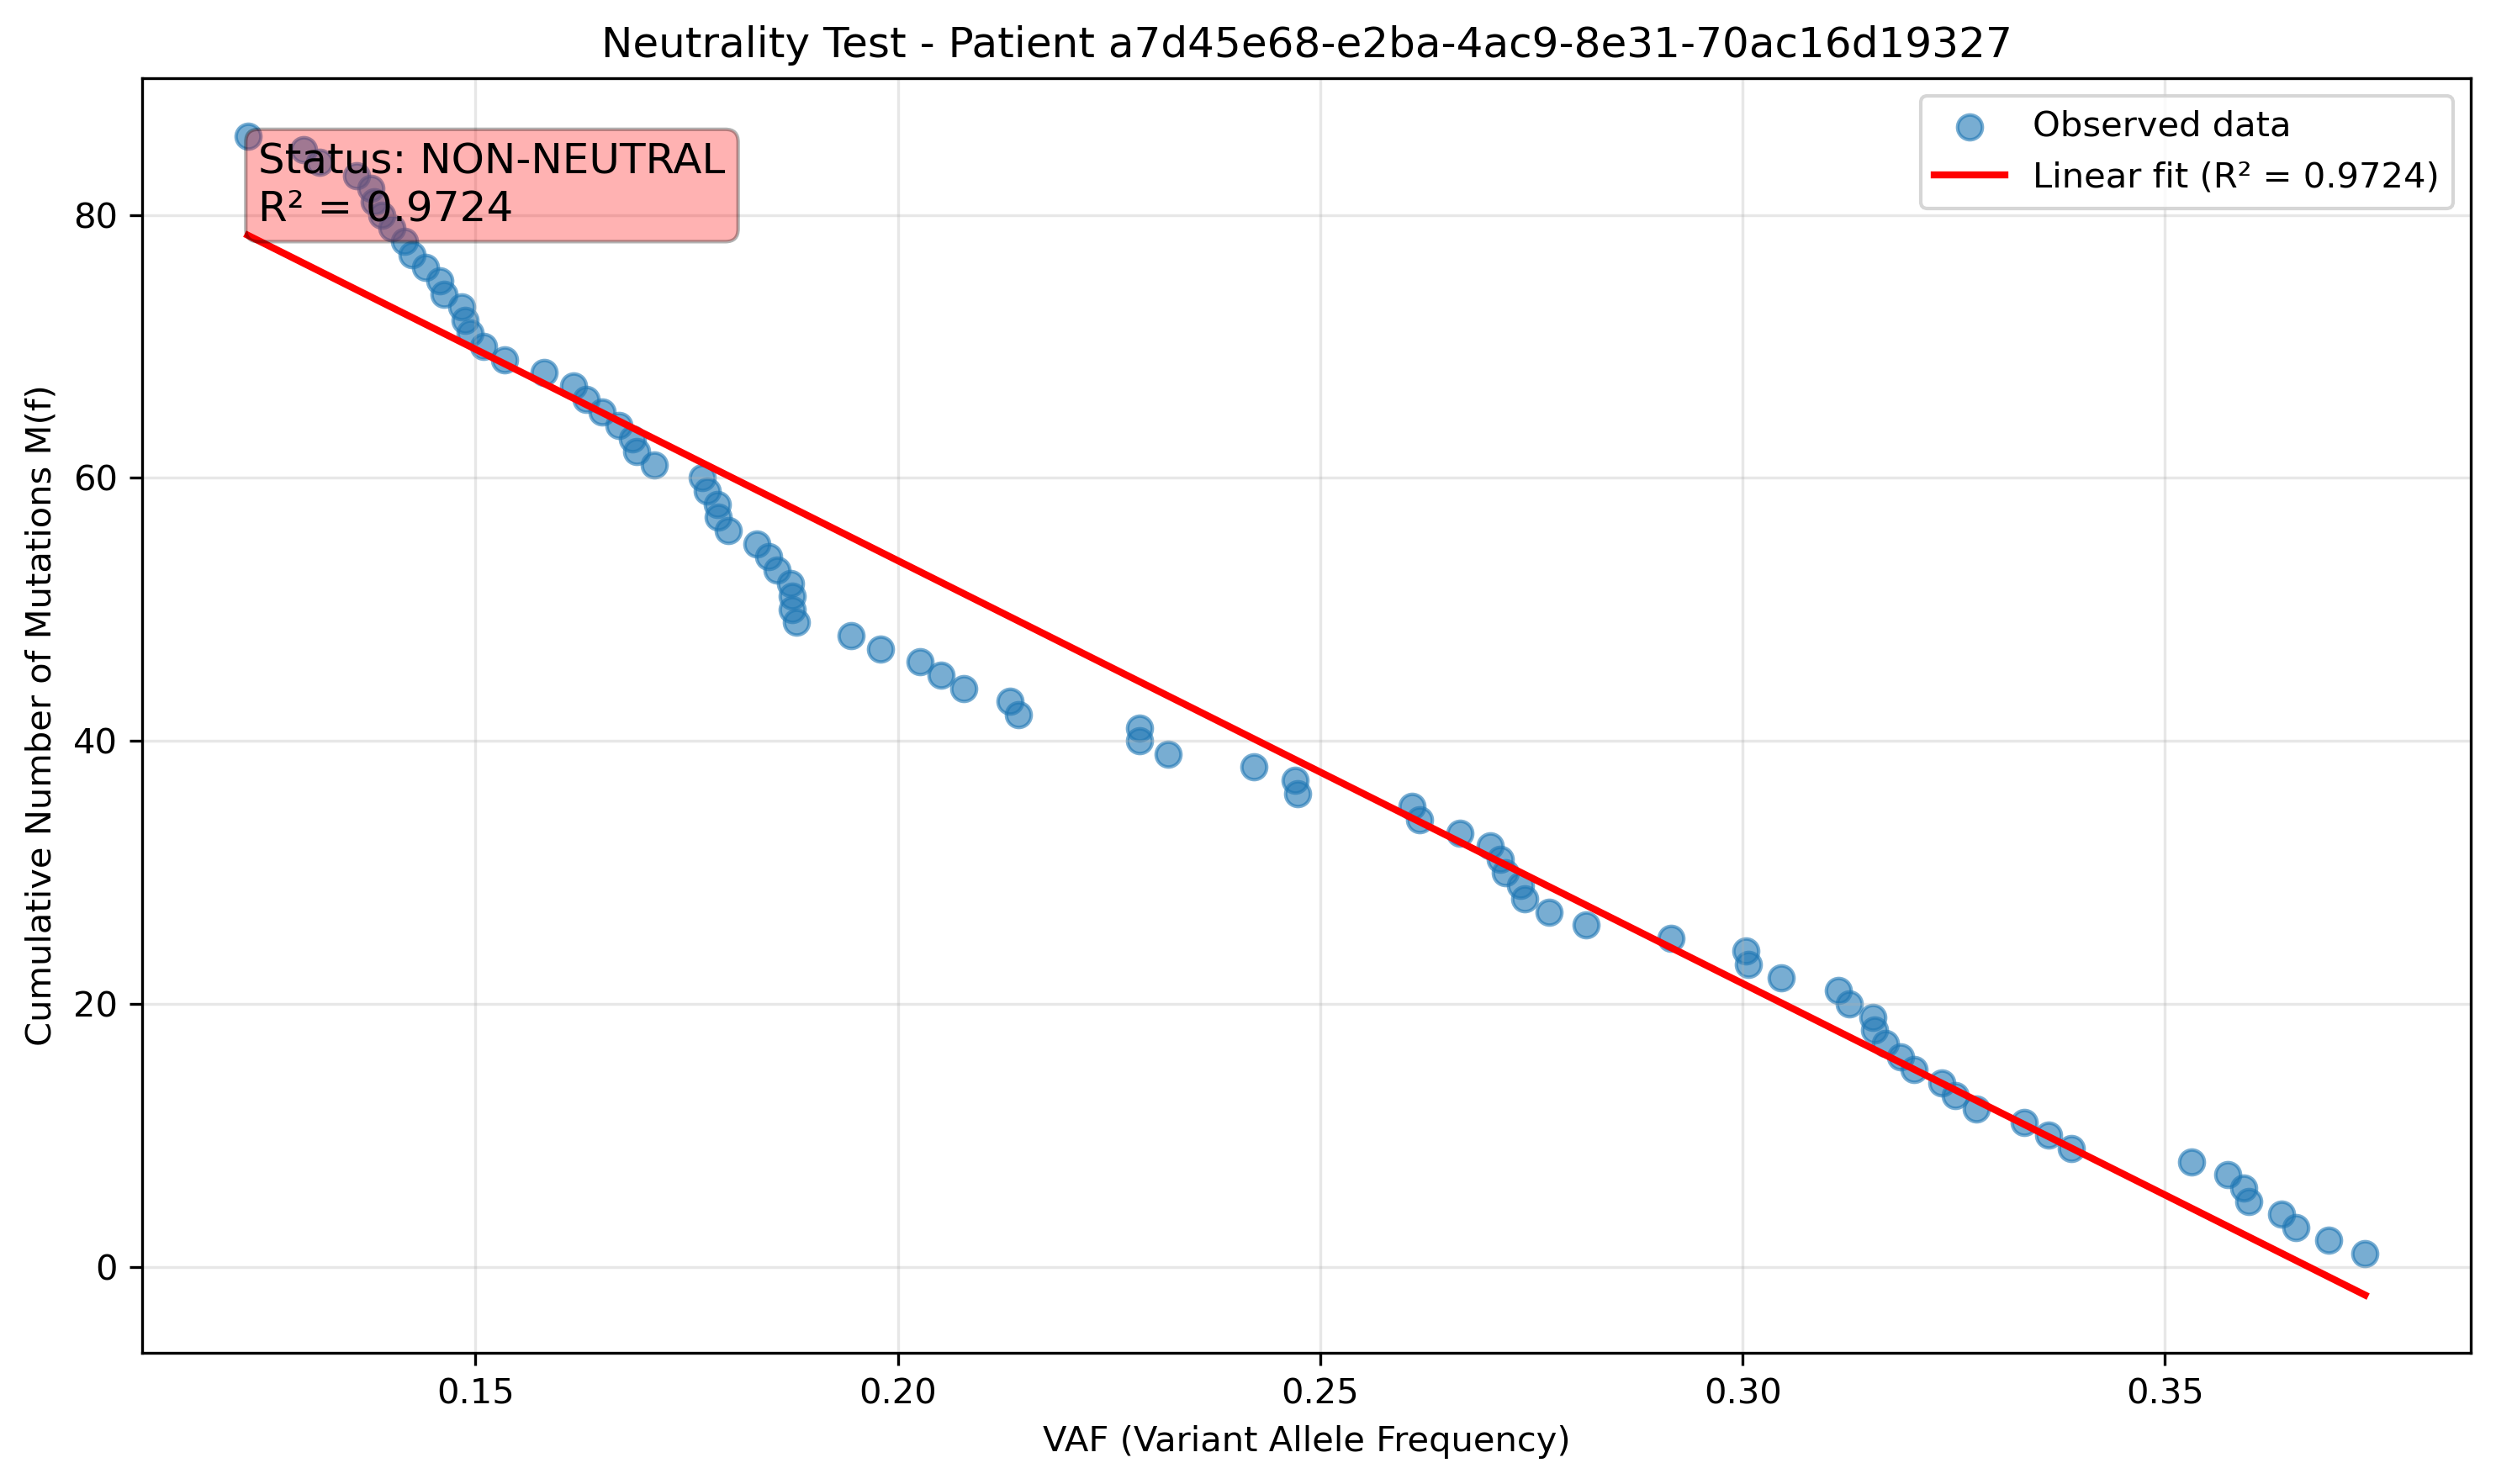 Neutrality Test - Patient a7d45e68-e2ba-4ac9-8e31-70ac16d19327
Status: NON-NEUTRAL
R² = 0.9724
Observed data
Linear fit (R² = 0.9724)
Cumulative Number of Mutations M(f)
80
60
40
20
0
0.15
0.20
0.25
0.30
0.35
VAF (Variant Allele Frequency)